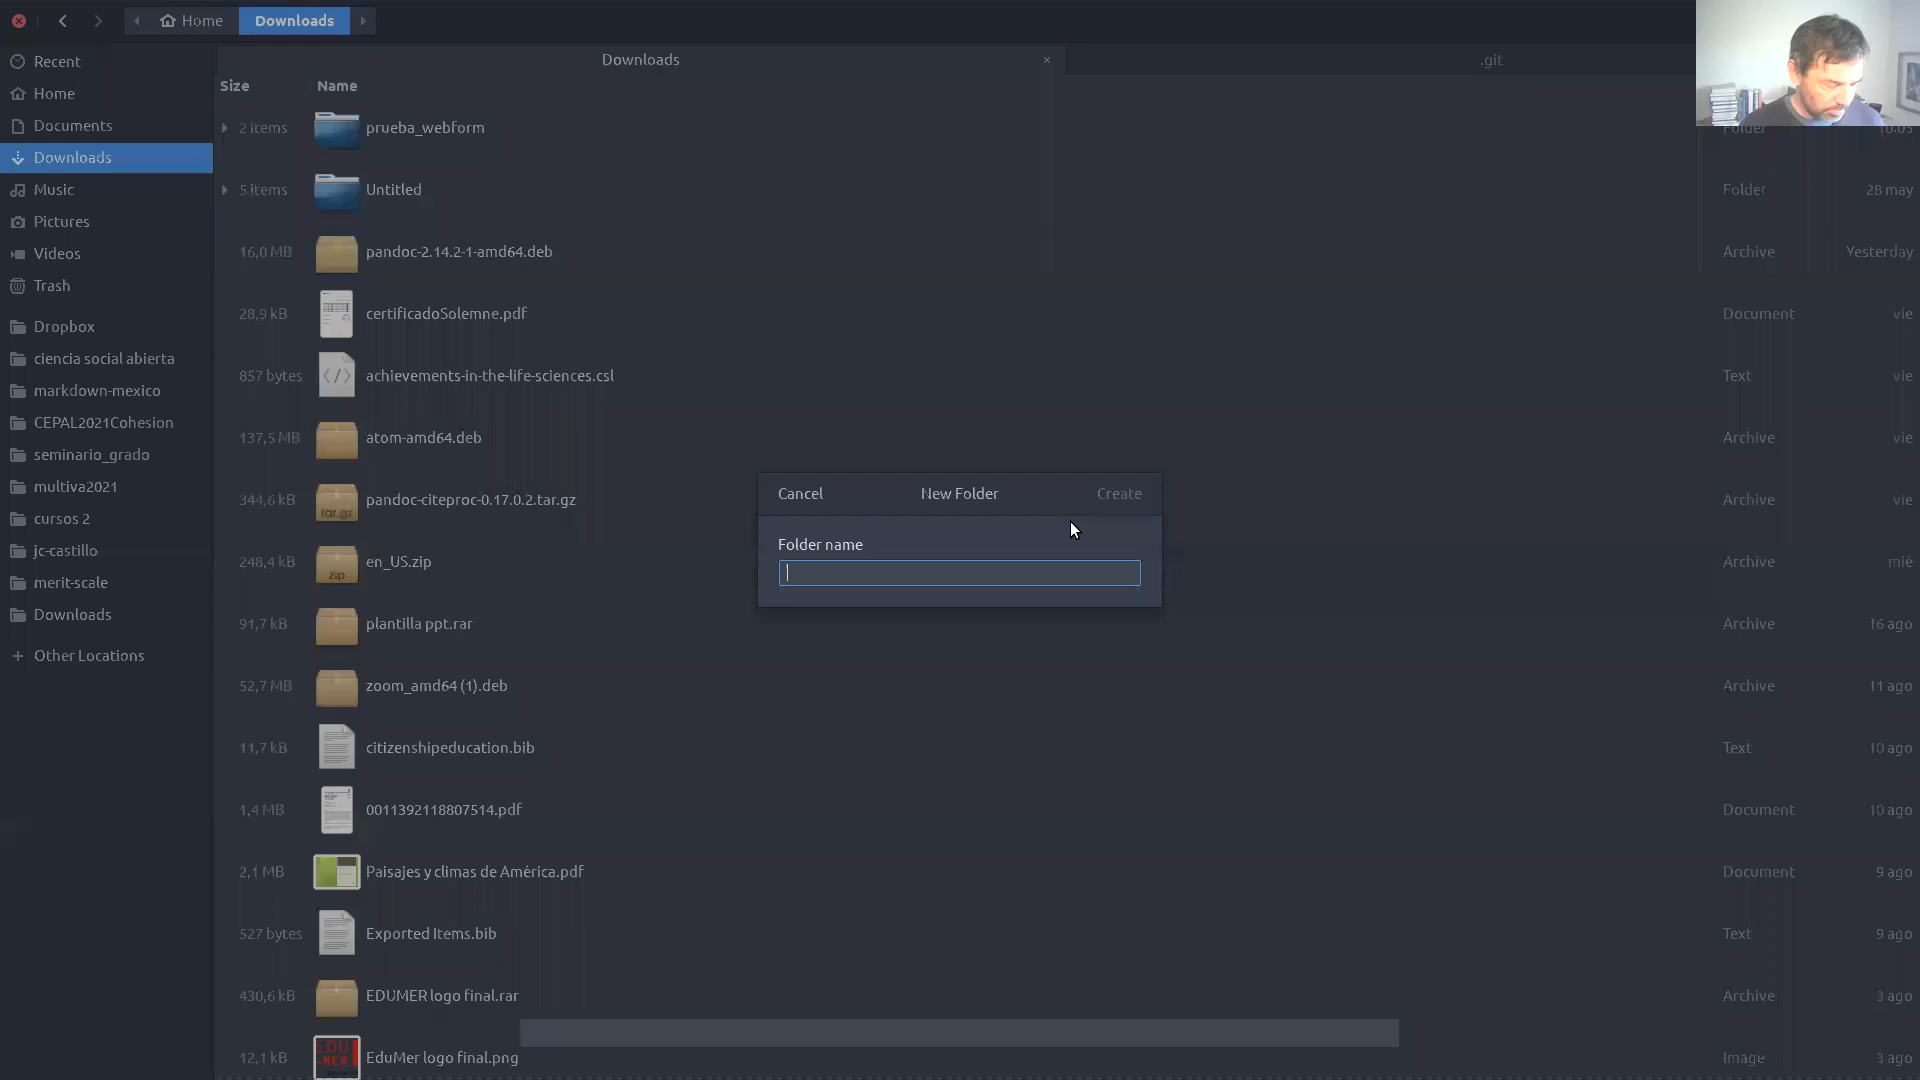 Home
Downloads
Recent
Home
Documents
Downloads
Music
Pictures
Videos
Trash
Dropbox
ciencia social abierta
markdown-mexico
CEPAL2021Cohesion
seminario_grado
multiva2021
cursos 2
jc-castillo
merit-scale
Downloads
Other Locations
Downloads
.git
Size Name
2 items prueba_webform Folder 10:05
5 items Untitled Folder 28 may
16,0 MB pandoc-2.14.2-1-amd64.deb Archive Yesterday
28,9 kB certificadoSolemne.pdf Document vie
857 bytes achievements-in-the-life-sciences.csl Text vie
137,5 MB atom-amd64.deb Archive vie
344,6 kB tar.gz pandoc-citeproc-0.17.0.2.tar.gz Archive vie
248,4 kB zip en_US.zip Archive mié
91,7 kB plantilla ppt.rar Archive 16 ago
52,7 MB zoom_amd64 (1).deb Archive 11 ago
11,7 kB citizenshipeducation.bib Text 10 ago
1,4 MB 0011392118807514.pdf Document 10 ago
2,1 MB Paisajes y climas de América.pdf Document 9 ago
527 bytes Exported Items.bib Text 9 ago
430,6 kB EDUMER logo final.rar Archive 3 ago
12,1 kB EduMer logo final.png Image 3 ago
Cancel New Folder Create
Folder name